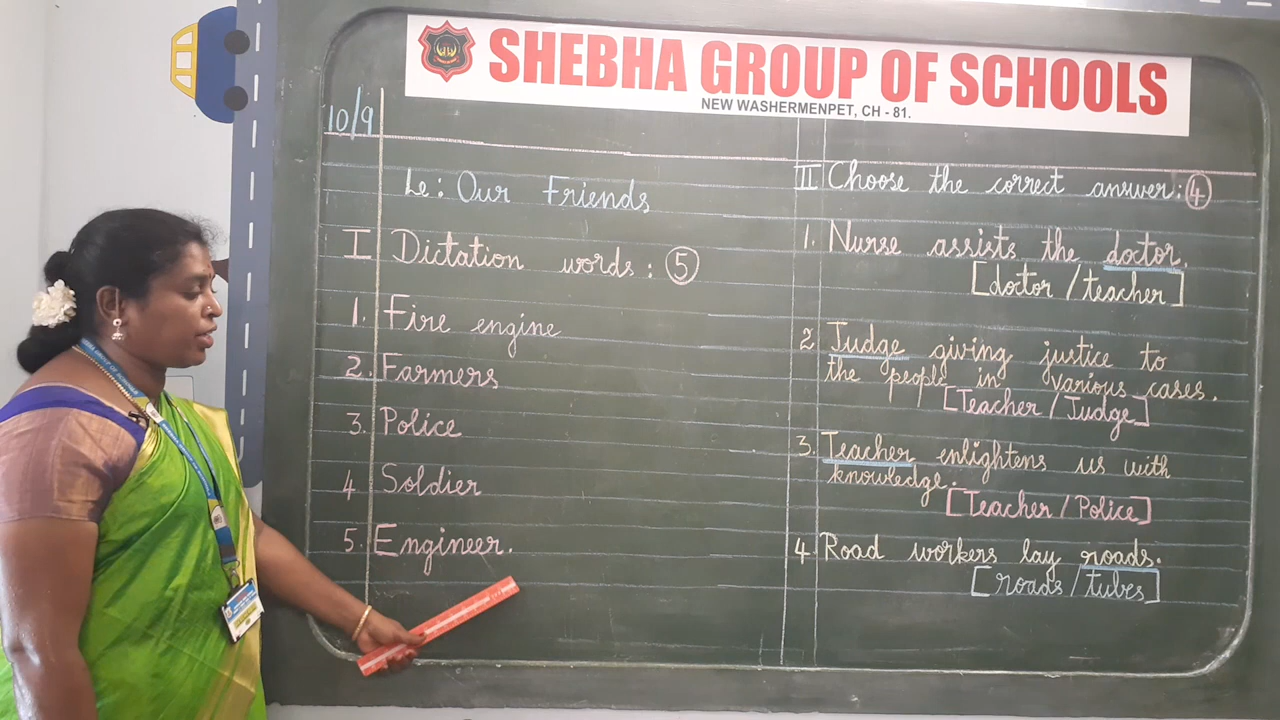 SHEBHA GROUP OF SCHOOLS
NEW WASHERMENPET, CH - 81.
10/9
Le: Our Friends
I Dictation words: 5
1. Fire engine
2. Farmers
3. Police
4 Soldier
5. Engineer.
II Choose the correct answer: 4
1. Nurse assists the doctor.
[doctor / teacher]
2 Judge giving justice to
the people in various cases.
[Teacher / Judge]
3. Teacher enlightens us with
knowledge.
[Teacher / Police]
4. Road workers lay roads.
[roads / tubes]